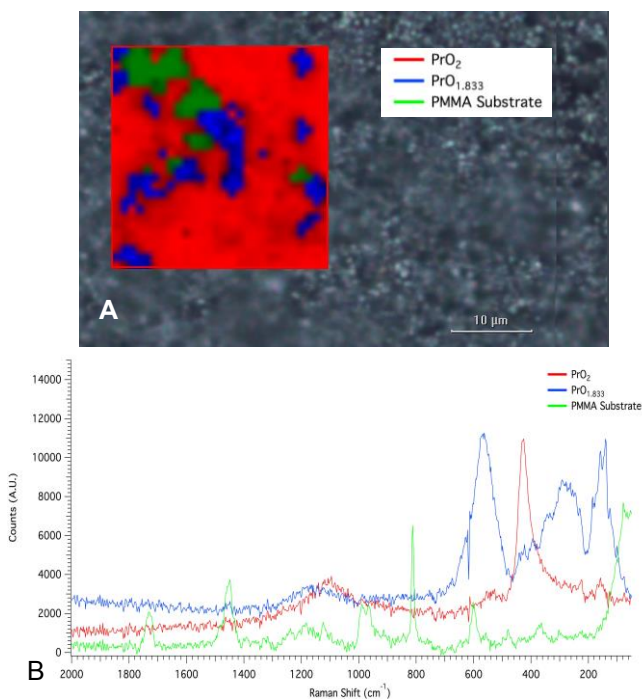 PrO2
PrO1.833
PMMA Substrate
A
10 µm
14000
12000
10000
8000
6000
4000
2000
0
Counts (A.U.)
PrO2
PrO1.833
PMMA Substrate
B
2000
1800
1600
1400
1200
1000
800
600
400
200
Raman Shift (cm-1)